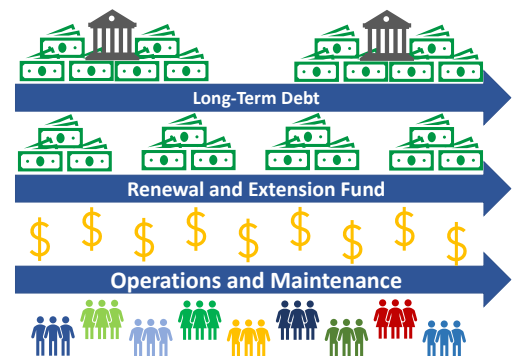 Long-Term Debt
Renewal and Extension Fund
$ $ $ $ $ $ $ $ $
Operations and Maintenance